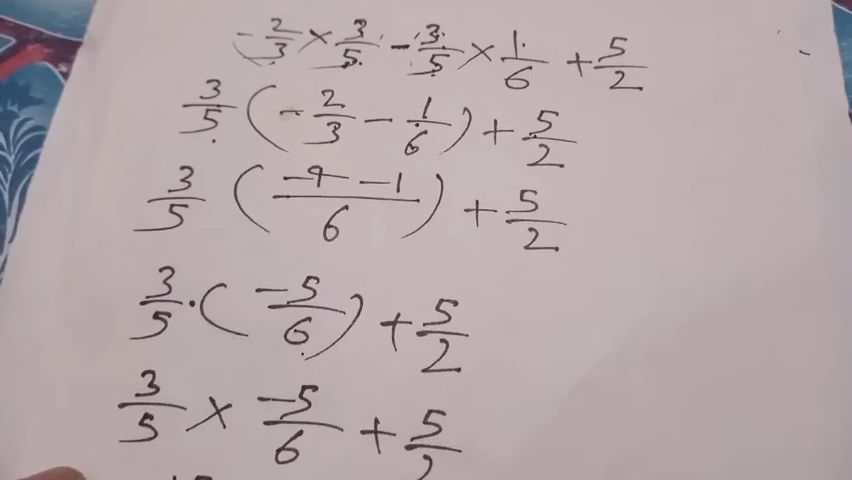 -2/3 × 3/5 - 3/5 × 1/6 + 5/2
3/5 (-2/3 - 1/6) + 5/2
3/5 (-4-1/6) + 5/2
3/5 · (-5/6) + 5/2
3/5 × -5/6 + 5/2